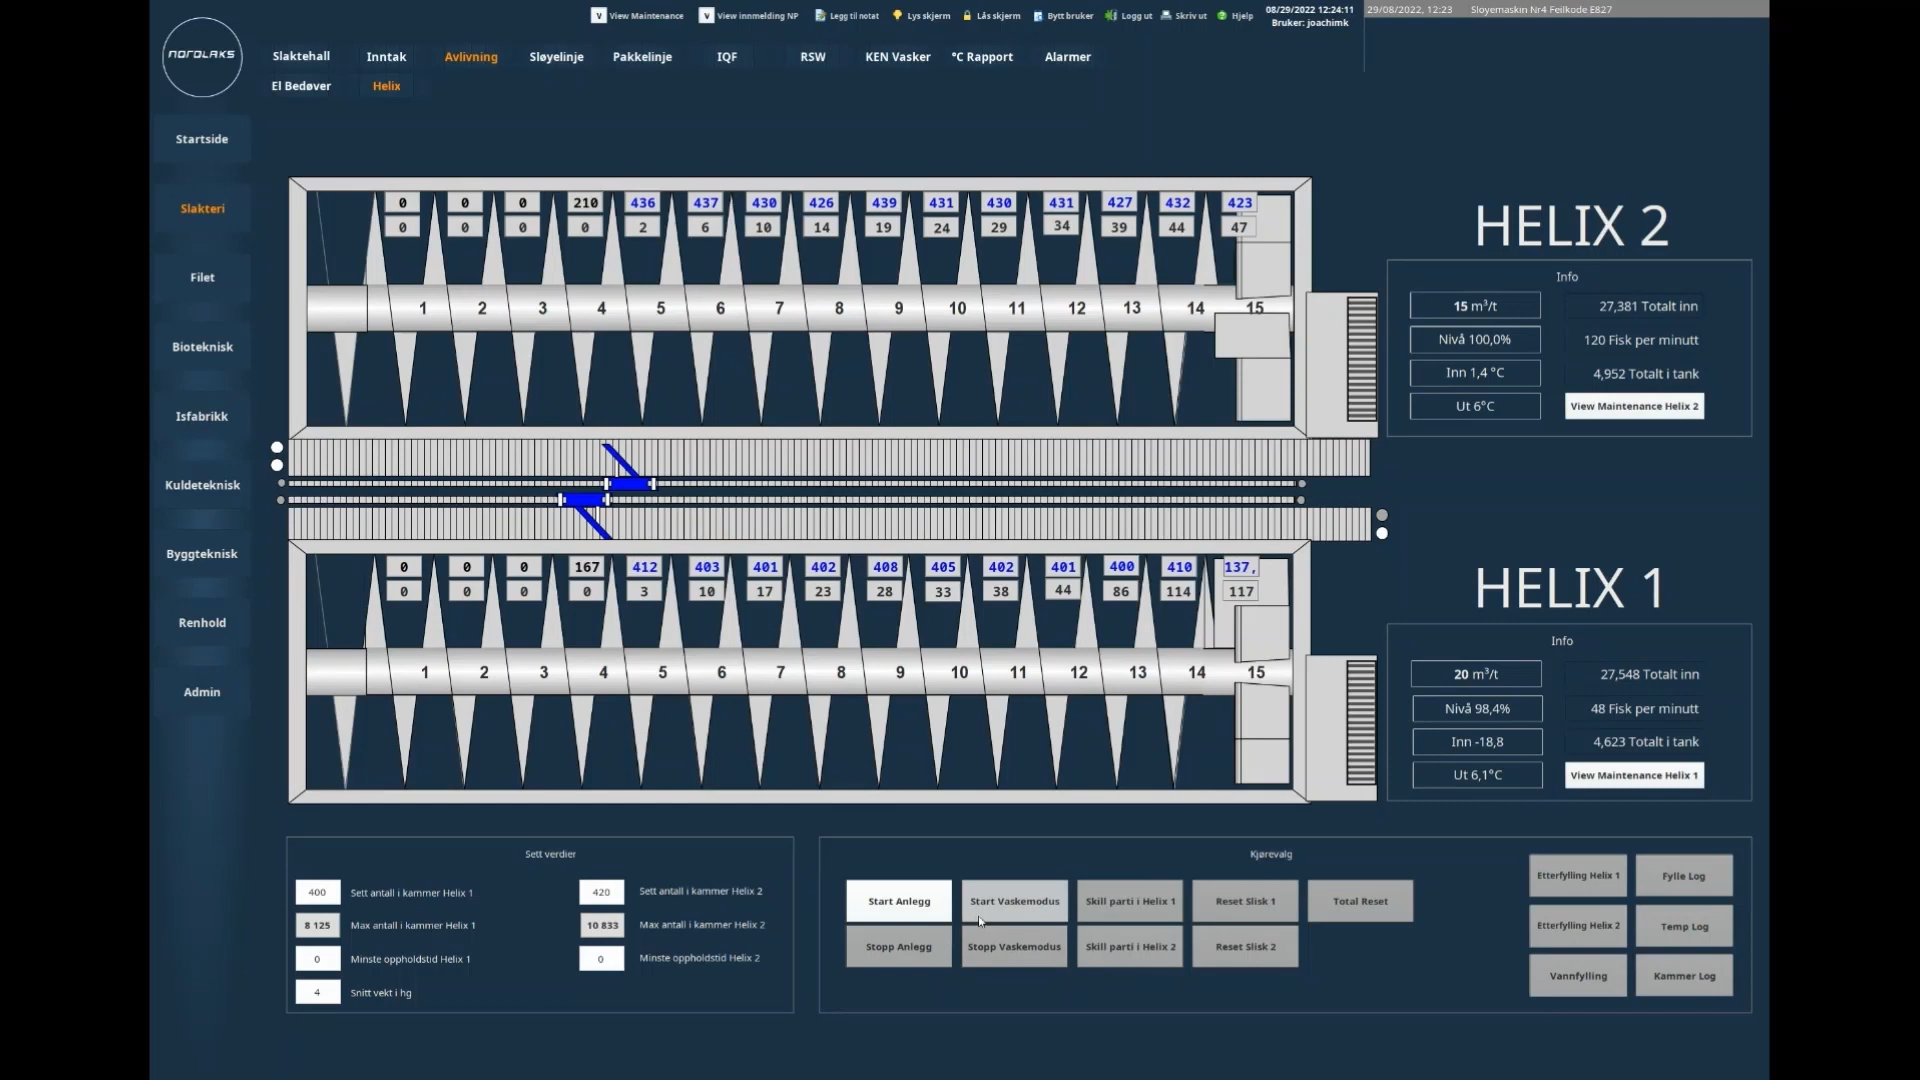 View Maintenance
View innmelding NP
Legg til notat
Lys skjerm
Lås skjerm
Bytt bruker
Logg ut
Skriv ut
Hjelp
08/29/2022 12:24:11
Bruker: joachimk
29/08/2022, 12:23 Sloyemaskin Nr4 Feilkode E827
NORDLAKS
Slaktehall Inntak Avlivning Sløyelinje Pakkelinje IQF RSW KEN Vasker °C Rapport Alarmer
El Bedøver Helix
Startside
Slakteri
Filet
Bioteknisk
Isfabrikk
Kuldeteknisk
Byggteknisk
Renhold
Admin
0 0 0 210 436 437 430 426 439 431 430 431 427 432 423
0 0 0 0 2 6 10 14 19 24 29 34 39 44 47
1 2 3 4 5 6 7 8 9 10 11 12 13 14 15
HELIX 2
Info
15 m³/t 27,381 Totalt inn
Nivå 100,0% 120 Fisk per minutt
Inn 1,4 °C 4,952 Totalt i tank
Ut 6°C View Maintenance Helix 2
0 0 0 167 412 403 401 402 408 405 402 401 400 410 137,
0 0 0 0 3 10 17 23 28 33 38 44 86 114 117
1 2 3 4 5 6 7 8 9 10 11 12 13 14 15
HELIX 1
Info
20 m³/t 27,548 Totalt inn
Nivå 98,4% 48 Fisk per minutt
Inn -18,8 4,623 Totalt i tank
Ut 6,1°C View Maintenance Helix 1
Sett verdier
400 Sett antall i kammer Helix 1 420 Sett antall i kammer Helix 2
8 125 Max antall i kammer Helix 1 10 833 Max antall i kammer Helix 2
0 Minste oppholdstid Helix 1 0 Minste oppholdstid Helix 2
4 Snitt vekt i hg
Kjørevalg
Start Anlegg Start Vaskemodus Skill parti i Helix 1 Reset Slisk 1 Total Reset
Stopp Anlegg Stopp Vaskemodus Skill parti i Helix 2 Reset Slisk 2
Etterfylling Helix 1 Fylle Log
Etterfylling Helix 2 Temp Log
Vannfylling Kammer Log